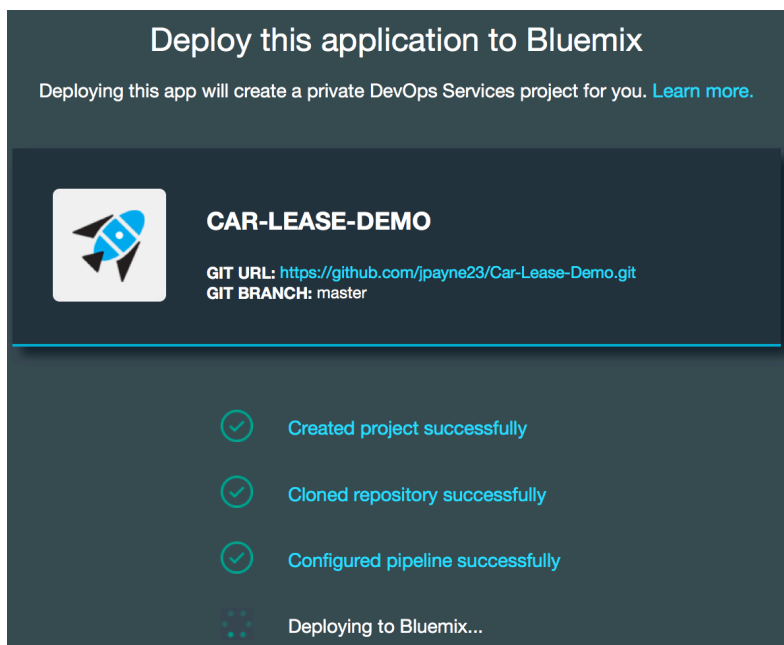 Deploy this application to Bluemix
Deploying this app will create a private DevOps Services project for you. Learn more.
CAR-LEASE-DEMO
GIT URL: https://github.com/jpayne23/Car-Lease-Demo.git
GIT BRANCH: master
Created project successfully
Cloned repository successfully
Configured pipeline successfully
Deploying to Bluemix...